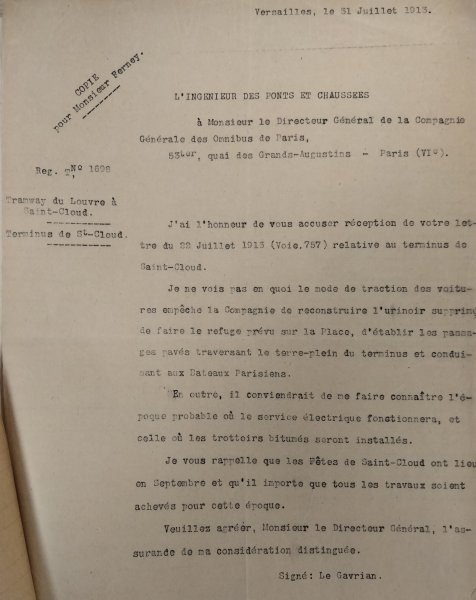 Versailles, le 31 Juillet 1913.
COPIE
pour Monsieur Ferney.
L'INGENIEUR DES PONTS ET CHAUSSEES
à Monsieur le Directeur Général de la Compagnie
Générale des Omnibus de Paris,
53ter, quai des Grands-Augustins - Paris (VIe).
Reg. T, No 1698
Tramway du Louvre à
Saint-Cloud.
Terminus de St-Cloud.
J'ai l'honneur de vous accuser réception de votre let-
tre du 22 Juillet 1913 (Voie.757) relative au terminus de
Saint-Cloud.
Je ne vois pas en quoi le mode de traction des voitu-
res empêche la Compagnie de reconstruire l'urinoir supprimé
de faire le refuge prévu sur la Place, d'établir les passa-
ges pavés traversant le terre-plein du terminus et condui-
sant aux Bateaux Parisiens.
En outre, il conviendrait de me faire connaître l'é-
poque probable où le service électrique fonctionnera, et
celle où les trottoirs bitumés seront installés.
Je vous rappelle que les Fêtes de Saint-Cloud ont lieu
en Septembre et qu'il importe que tous les travaux soient
achevés pour cette époque.
Veuillez agréer, Monsieur le Directeur Général, l'as-
surance de ma considération distinguée.
Signé: Le Gavrian.